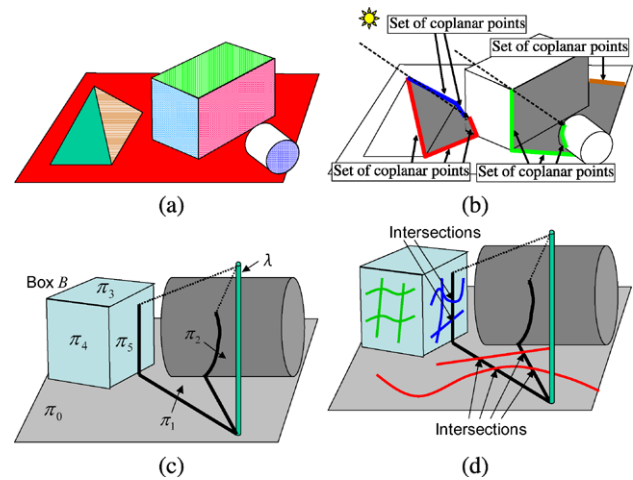 Set of coplanar points
Set of coplanar points
Set of coplanar points
Set of coplanar points
(a)
(b)
λ
Box B
π3
π4
π5
π2
π0
π1
(c)
Intersections
Intersections
(d)